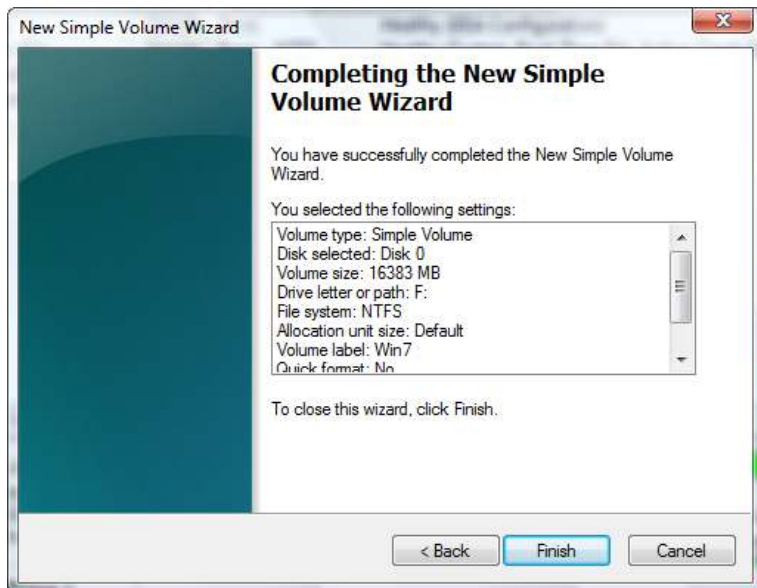 New Simple Volume Wizard
Completing the New Simple
Volume Wizard
You have successfully completed the New Simple Volume
Wizard.
You selected the following settings:
Volume type: Simple Volume
Disk selected: Disk 0
Volume size: 16383 MB
Drive letter or path: F:
File system: NTFS
Allocation unit size: Default
Volume label: Win7
Quick format: No
To close this wizard, click Finish.
< Back
Finish
Cancel